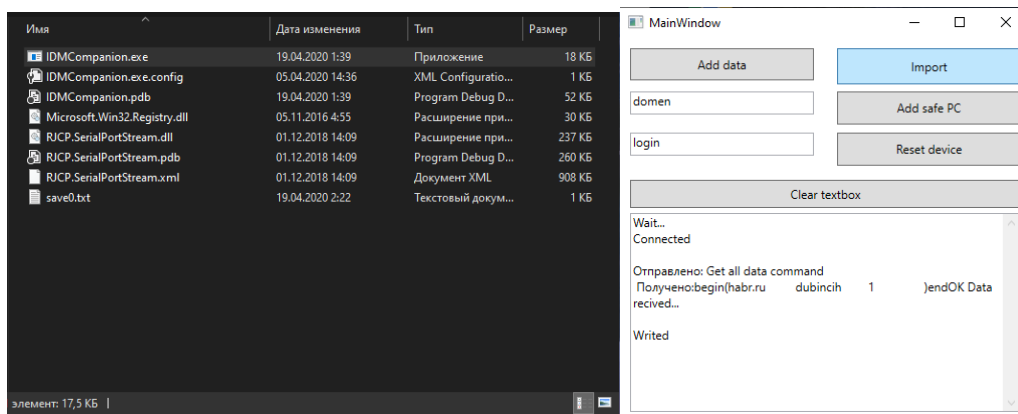 Имя Дата изменения Тип Размер
IDMCompanion.exe 19.04.2020 1:39 Приложение 18 КБ
IDMCompanion.exe.config 05.04.2020 14:36 XML Configuratio... 1 КБ
IDMCompanion.pdb 19.04.2020 1:39 Program Debug D... 52 КБ
Microsoft.Win32.Registry.dll 05.11.2016 4:55 Расширение при... 30 КБ
RJCP.SerialPortStream.dll 01.12.2018 14:09 Расширение при... 237 КБ
RJCP.SerialPortStream.pdb 01.12.2018 14:09 Program Debug D... 260 КБ
RJCP.SerialPortStream.xml 01.12.2018 14:09 Документ XML 908 КБ
save0.txt 19.04.2020 2:22 Текстовый докум... 1 КБ
элемент: 17,5 КБ
MainWindow
Add data Import
domen Add safe PC
login Reset device
Clear textbox
Wait...
Connected
Отправлено: Get all data command
Получено:begin(habr.ru dubincih 1 )endOK Data
recived...
Writed